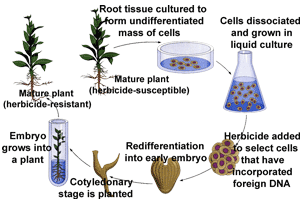 Root tissue cultured to
form undifferentiated
mass of cells
Cells dissociated
and grown in
liquid culture
Mature plant
(herbicide-resistant)
Mature plant
(herbicide-susceptible)
Herbicide added
to select cells
that have
incorporated
foreign DNA
Redifferentiation
into early embryo
Cotyledonary
stage is planted
Embryo
grows into
a plant